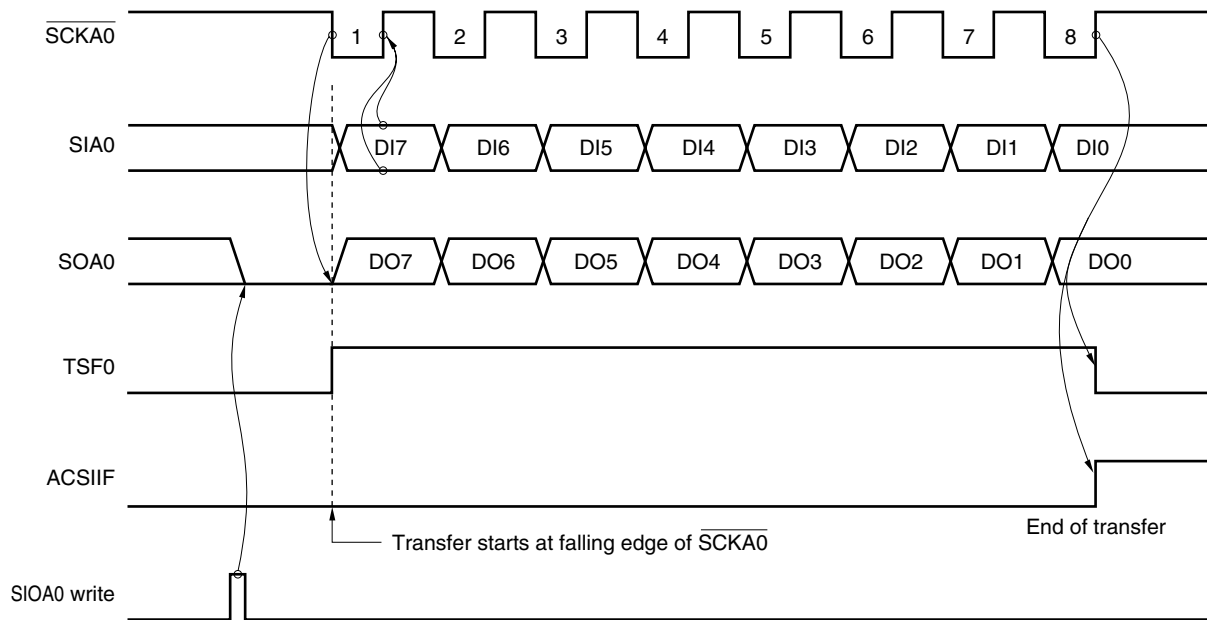 SCKA0
1 2 3 4 5 6 7 8
SIA0
DI7 DI6 DI5 DI4 DI3 DI2 DI1 DI0
SOA0
DO7 DO6 DO5 DO4 DO3 DO2 DO1 DO0
TSF0
ACSIIF
End of transfer
Transfer starts at falling edge of SCKA0
SIOA0 write